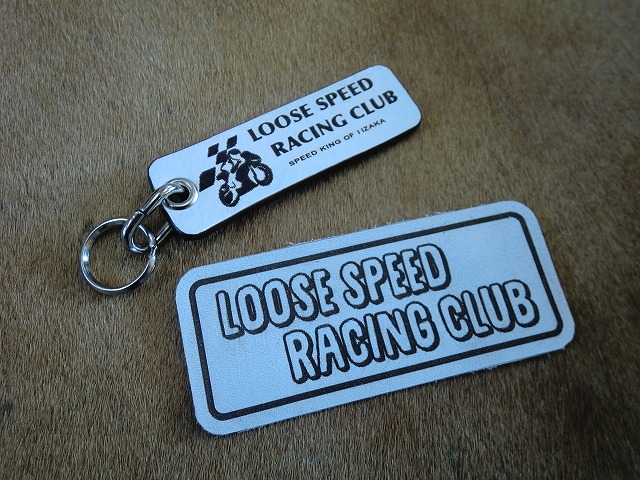 LOOSE SPEED
RACING CLUB
SPEED KING OF IIZAKA
LOOSE SPEED
RACING CLUB